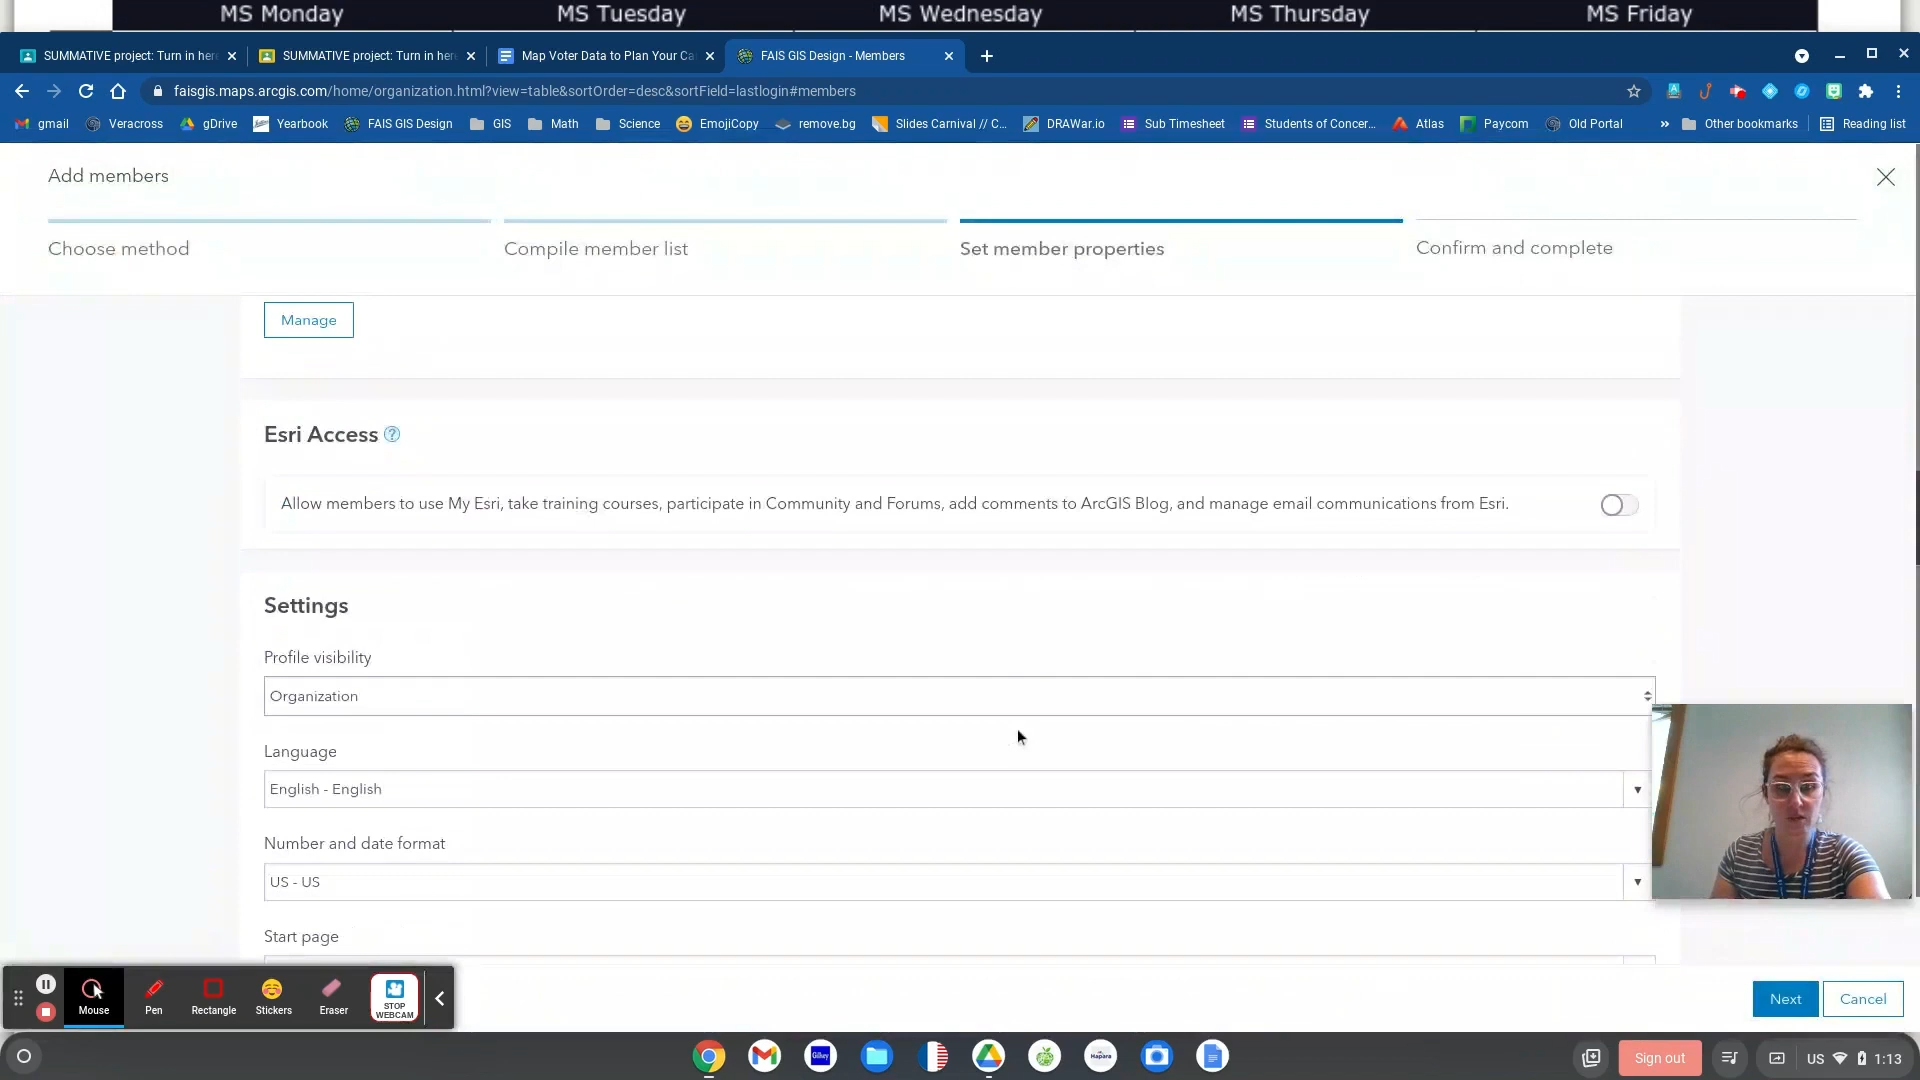 MS Monday MS Tuesday MS Wednesday MS Thursday MS Friday
SUMMATIVE project: Turn in here SUMMATIVE project: Turn in here Map Voter Data to Plan Your Ca FAIS GIS Design - Members
faisgis.maps.arcgis.com/home/organization.html?view=table&sortOrder=desc&sortField=lastlogin#members
gmail Veracross gDrive Yearbook FAIS GIS Design GIS Math Science EmojiCopy remove.bg Slides Carnival // C... DRAWar.io Sub Timesheet Students of Concer... Atlas Paycom Old Portal » Other bookmarks Reading list
Add members
Choose method Compile member list Set member properties Confirm and complete
Manage
Esri Access ?
Allow members to use My Esri, take training courses, participate in Community and Forums, add comments to ArcGIS Blog, and manage email communications from Esri.
Settings
Profile visibility
Organization
Language
English - English
Number and date format
US - US
Start page
Mouse Pen Rectangle Stickers Eraser STOP WEBCAM
Next Cancel
Sign out US 1:13